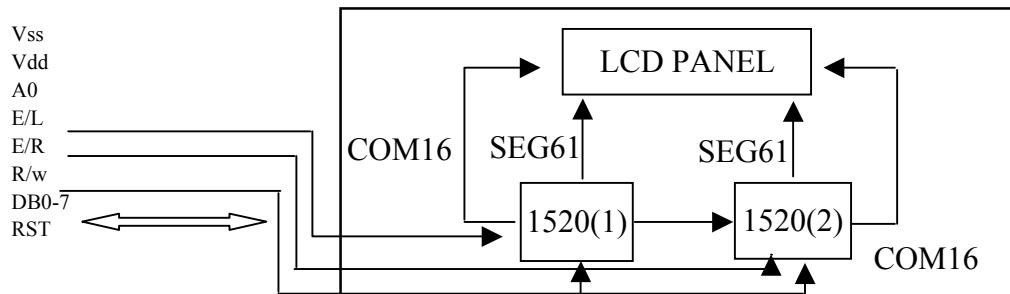 Vss
Vdd
A0
E/L
E/R
R/w
DB0-7
RST
LCD PANEL
COM16
SEG61
SEG61
1520(1)
1520(2)
COM16